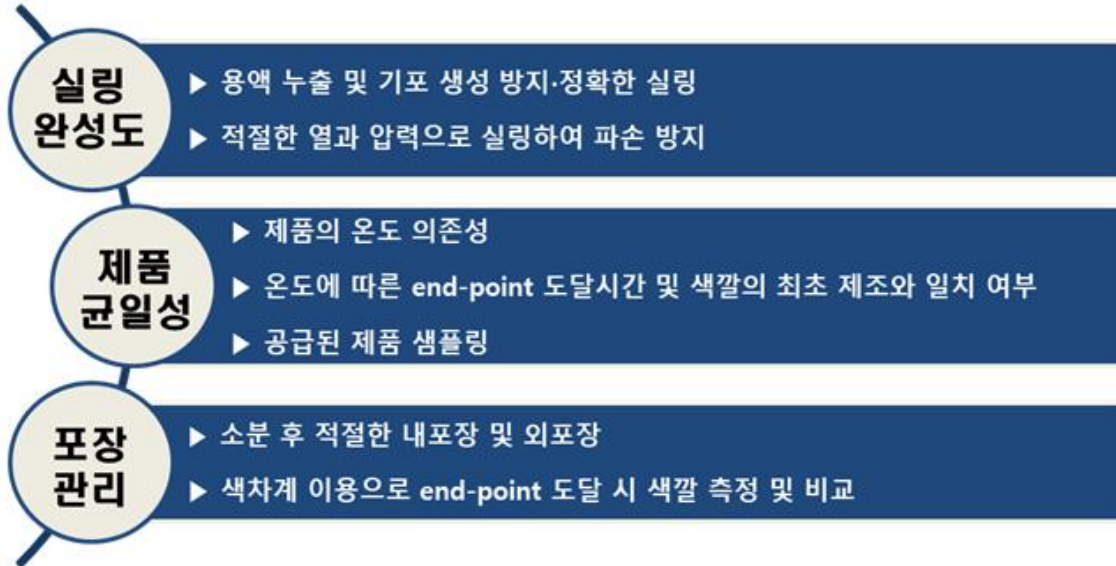 실링
완성도
▶ 용액 누출 및 기포 생성 방지·정확한 실링
▶ 적절한 열과 압력으로 실링하여 파손 방지
제품
균일성
▶ 제품의 온도 의존성
▶ 온도에 따른 end-point 도달시간 및 색깔의 최초 제조와 일치 여부
▶ 공급된 제품 샘플링
포장
관리
▶ 소분 후 적절한 내포장 및 외포장
▶ 색차계 이용으로 end-point 도달 시 색깔 측정 및 비교